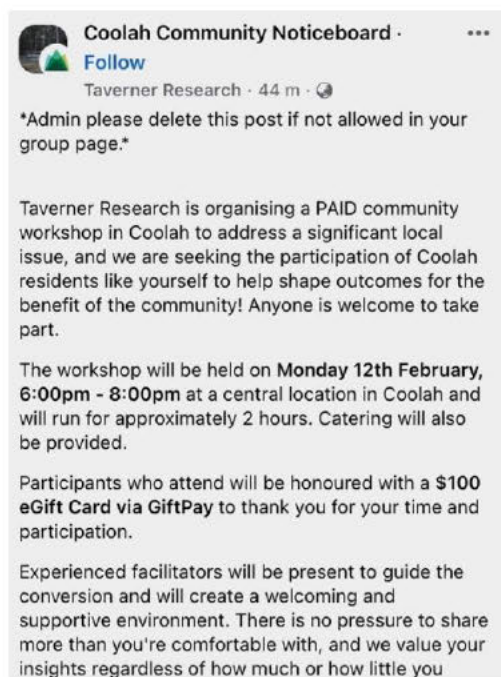 Coolah Community Noticeboard ·
Follow
Taverner Research · 44 m ·
*Admin please delete this post if not allowed in your
group page.*
Taverner Research is organising a PAID community
workshop in Coolah to address a significant local
issue, and we are seeking the participation of Coolah
residents like yourself to help shape outcomes for the
benefit of the community! Anyone is welcome to take
part.
The workshop will be held on Monday 12th February,
6:00pm - 8:00pm at a central location in Coolah and
will run for approximately 2 hours. Catering will also
be provided.
Participants who attend will be honoured with a $100
eGift Card via GiftPay to thank you for your time and
participation.
Experienced facilitators will be present to guide the
conversion and will create a welcoming and
supportive environment. There is no pressure to share
more than you're comfortable with, and we value your
insights regardless of how much or how little you